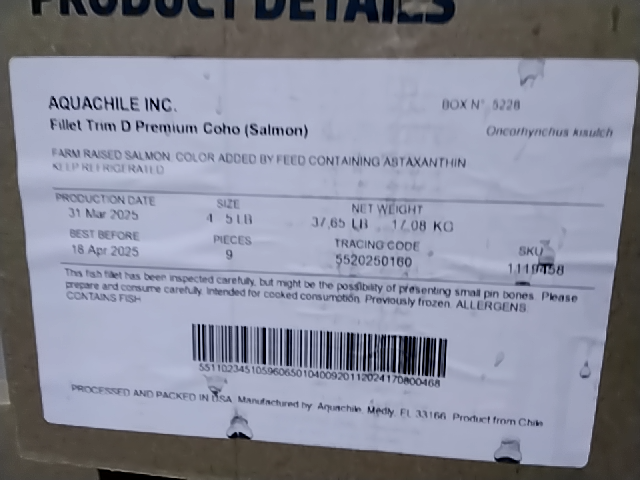 PRODUCT DETAILS
AQUACHILE INC.
BOX N° 5228
Fillet Trim D Premium Coho (Salmon)
Oncorhynchus kisutch
FARM RAISED SALMON. COLOR ADDED BY FEED CONTAINING ASTAXANTHIN
KEEP REFRIGERATED
PRODUCTION DATE SIZE NET WEIGHT
31 Mar 2025 4 5 LB 37,65 LB 17,08 KG
BEST BEFORE PIECES TRACING CODE SKU
18 Apr 2025 9 5520250160
This fish fillet has been inspected carefully, but might be the possibility of presenting small pin bones. Please
prepare and consume carefully. Intended for cooked consumption. Previously frozen. ALLERGENS:
CONTAINS FISH
PROCESSED AND PACKED IN USA. Manufactured by: Aquachile. Medly, FL 33166. Product from Chile